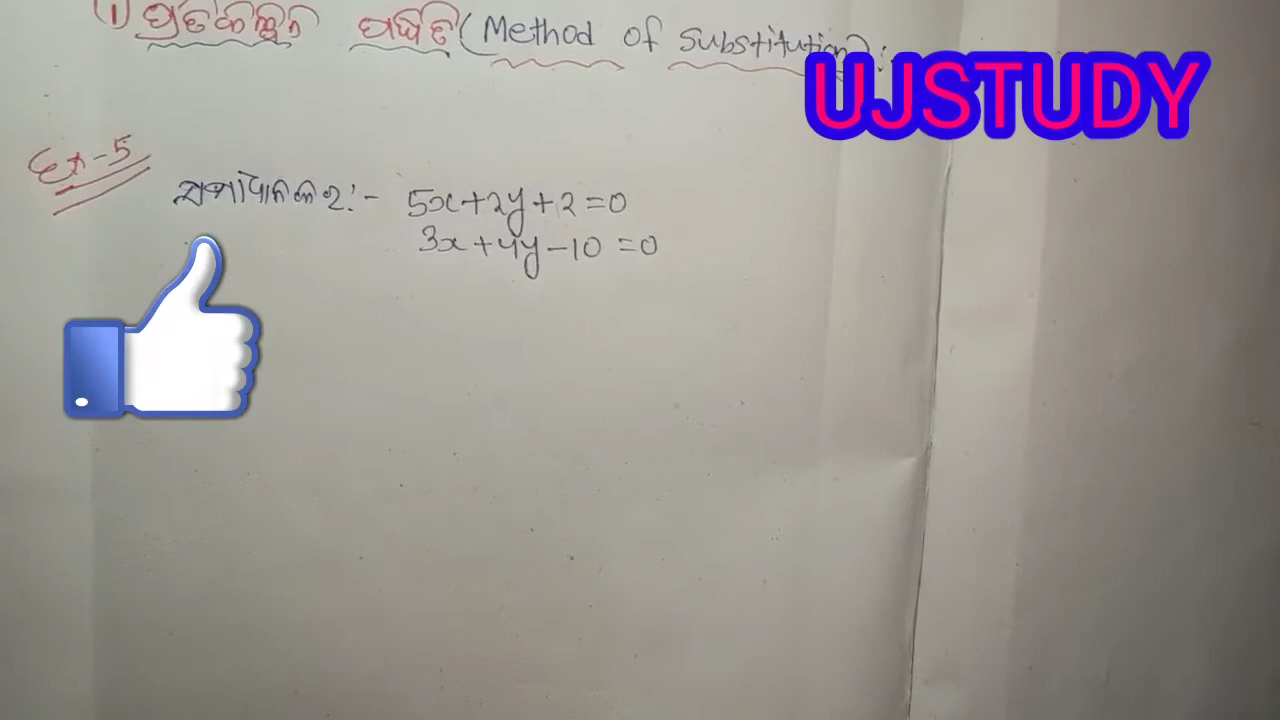 (1) ପ୍ରତିକଳ୍ପନ ପଦ୍ଧତି (Method of Substitution) :-
UJSTUDY
Ex-5
ସମାଧାନ କର :- 5x+2y+2=0
3x+4y-10=0